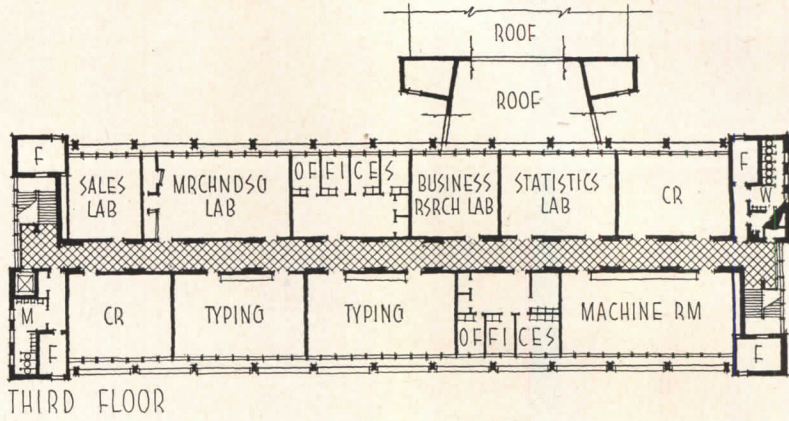 ROOF
ROOF
F
SALES
LAB
MRCHNDSG
LAB
OFFICES
BUSINESS
RSRCH LAB
STATISTICS
LAB
CR
F
W
M
F
CR
TYPING
TYPING
OFFICES
MACHINE RM
F
THIRD FLOOR